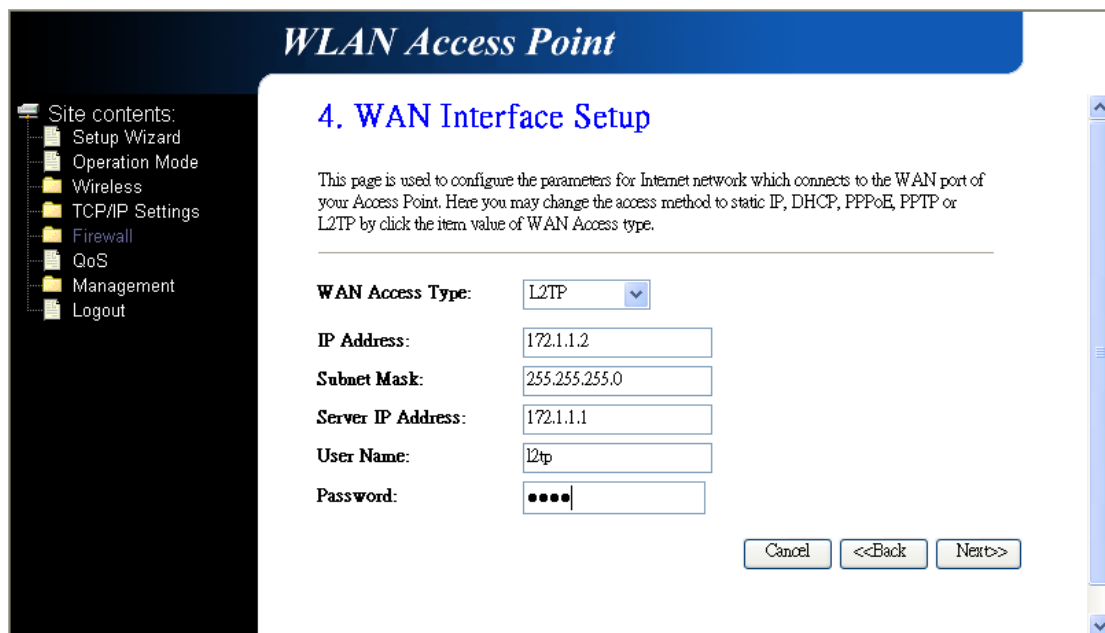 WLAN Access Point
Site contents:
Setup Wizard
Operation Mode
Wireless
TCP/IP Settings
Firewall
QoS
Management
Logout
4. WAN Interface Setup
This page is used to configure the parameters for Internet network which connects to the WAN port of
your Access Point. Here you may change the access method to static IP, DHCP, PPPoE, PPTP or
L2TP by click the item value of WAN Access type.
WAN Access Type: L2TP
IP Address: 172.1.1.2
Subnet Mask: 255.255.255.0
Server IP Address: 172.1.1.1
User Name: l2tp
Password: ●●●●
Cancel <<Back Next>>